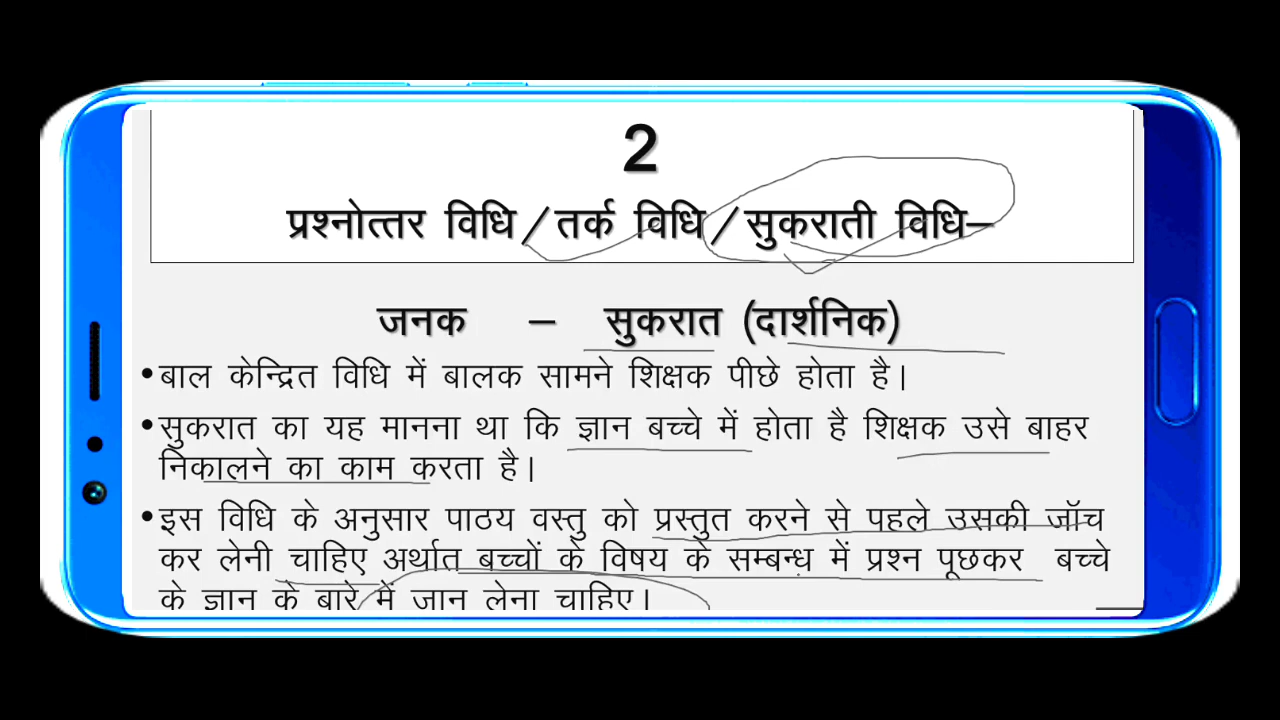 2
प्रश्नोत्तर विधि/तर्क विधि/सुकराती विधि–
जनक – सुकरात (दार्शनिक)
•बाल केन्द्रित विधि में बालक सामने शिक्षक पीछे होता है।
•सुकरात का यह मानना था कि ज्ञान बच्चे में होता है शिक्षक उसे बाहर
निकालने का काम करता है।
•इस विधि के अनुसार पाठय वस्तु को प्रस्तुत करने से पहले उसकी जॉच
कर लेनी चाहिए अर्थात बच्चों के विषय के सम्बन्ध में प्रश्न पूछकर बच्चे
के ज्ञान के बारे में जान लेना चाहिए।